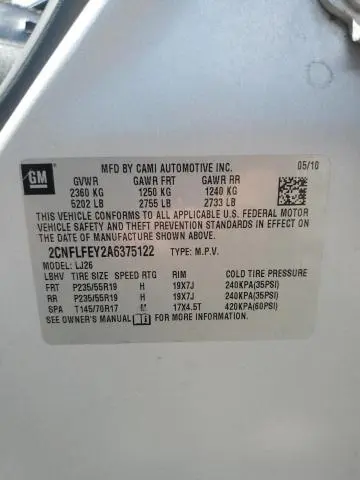 GM MFD BY CAMI AUTOMOTIVE INC. 05/10
GVWR GAWR FRT GAWR RR
2360 KG 1250 KG 1240 KG
5202 LB 2755 LB 2733 LB
THIS VEHICLE CONFORMS TO ALL APPLICABLE U.S. FEDERAL MOTOR
VEHICLE SAFETY AND THEFT PREVENTION STANDARDS IN EFFECT ON
THE DATE OF MANUFACTURE SHOWN ABOVE.
2CNFLFEY2A6375122 TYPE: M.P.V.
MODEL: LJ26
LBHV TIRE SIZE SPEED RTG RIM COLD TIRE PRESSURE
FRT P235/55R19 H 19X7J 240KPA(35PSI)
RR P235/55R19 H 19X7J 240KPA(35PSI)
SPA T145/70R17 M 17X4.5T 420KPA(60PSI)
SEE OWNER'S MANUAL FOR MORE INFORMATION